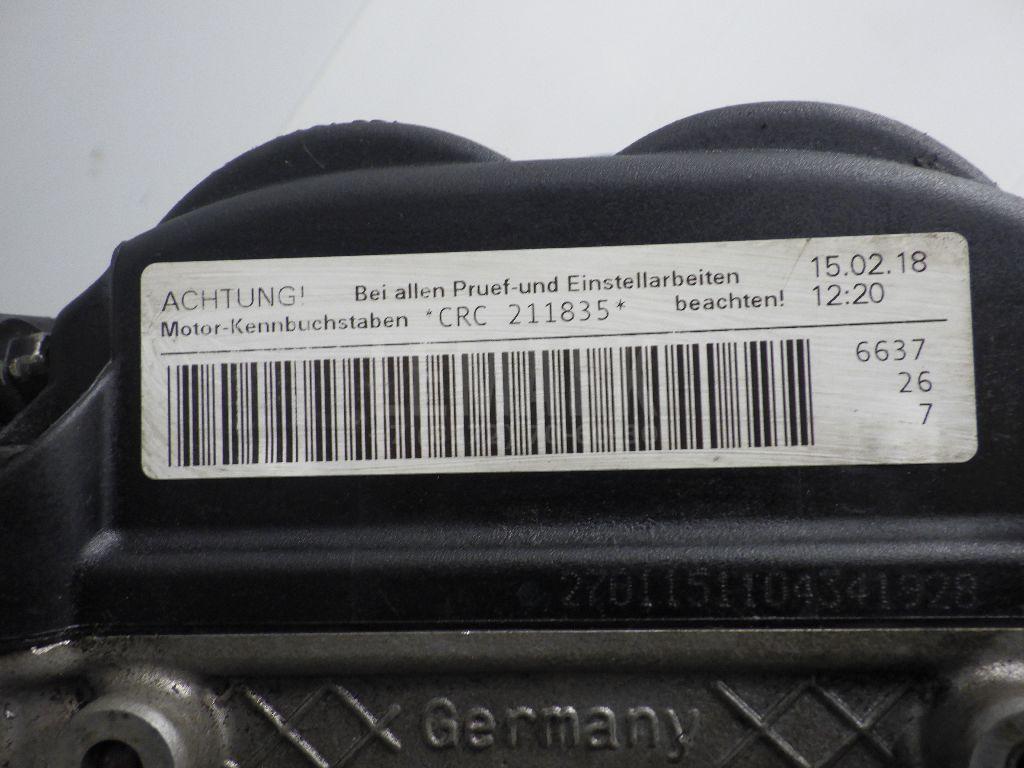 ACHTUNG! Bei allen Pruef-und Einstellarbeiten
Motor-Kennbuchstaben *CRC 211835* beachten!
15.02.18
12:20
6637
26
7
2701151104341928
Germany